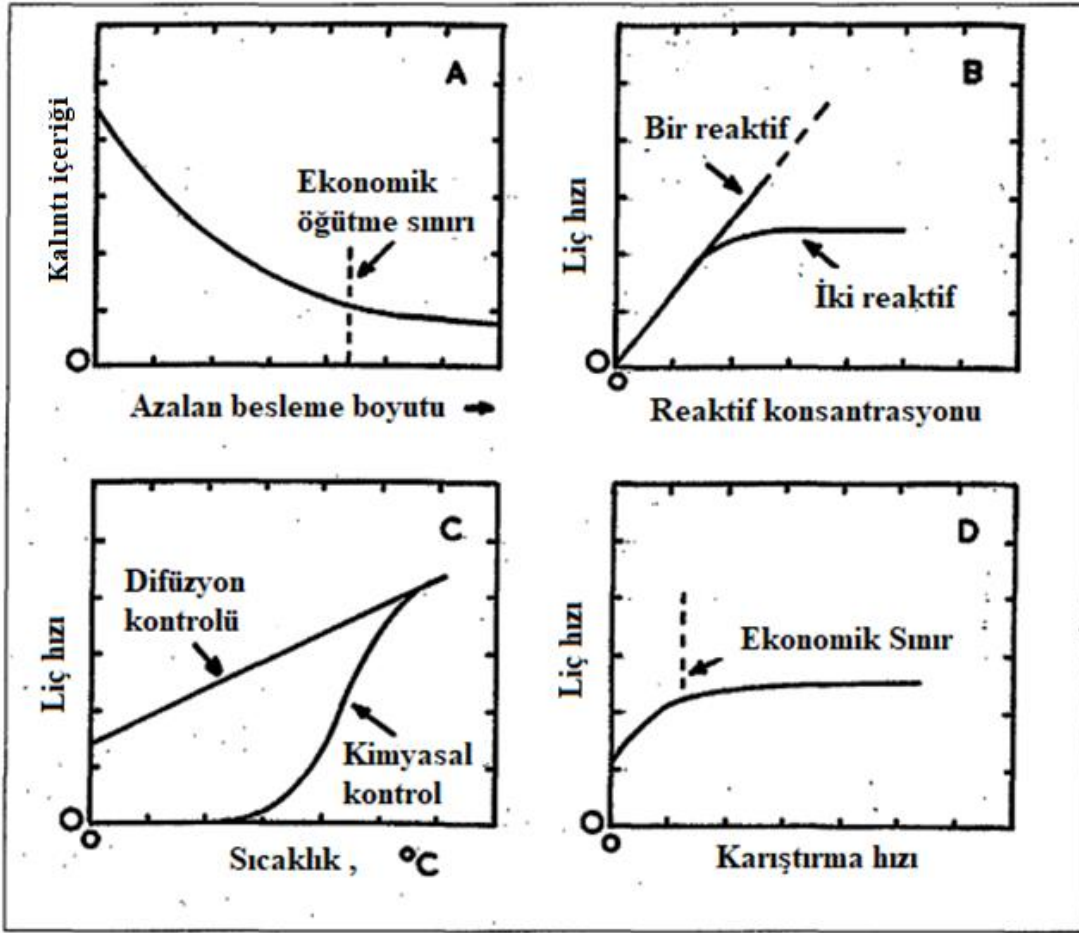 A
Kalıntı içeriği
Ekonomik
öğütme sınırı
O
Azalan besleme boyutu
B
Liç hızı
Bir reaktif
İki reaktif
O
O
Reaktif konsantrasyonu
C
Liç hızı
Difüzyon
kontrolü
Kimyasal
kontrol
O
O
Sıcaklık , °C
D
Liç hızı
Ekonomik Sınır
O
O
Karıştırma hızı